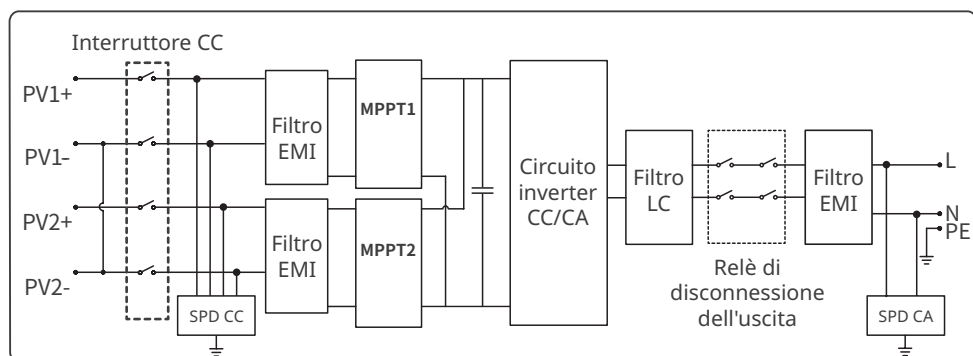 Interruttore CC
PV1+
PV1-
PV2+
PV2-
Filtro
EMI
MPPT1
Filtro
EMI
MPPT2
SPD CC
Circuito
inverter
CC/CA
Filtro
LC
Relè di
disconnessione
dell'uscita
Filtro
EMI
L
N
PE
SPD CA